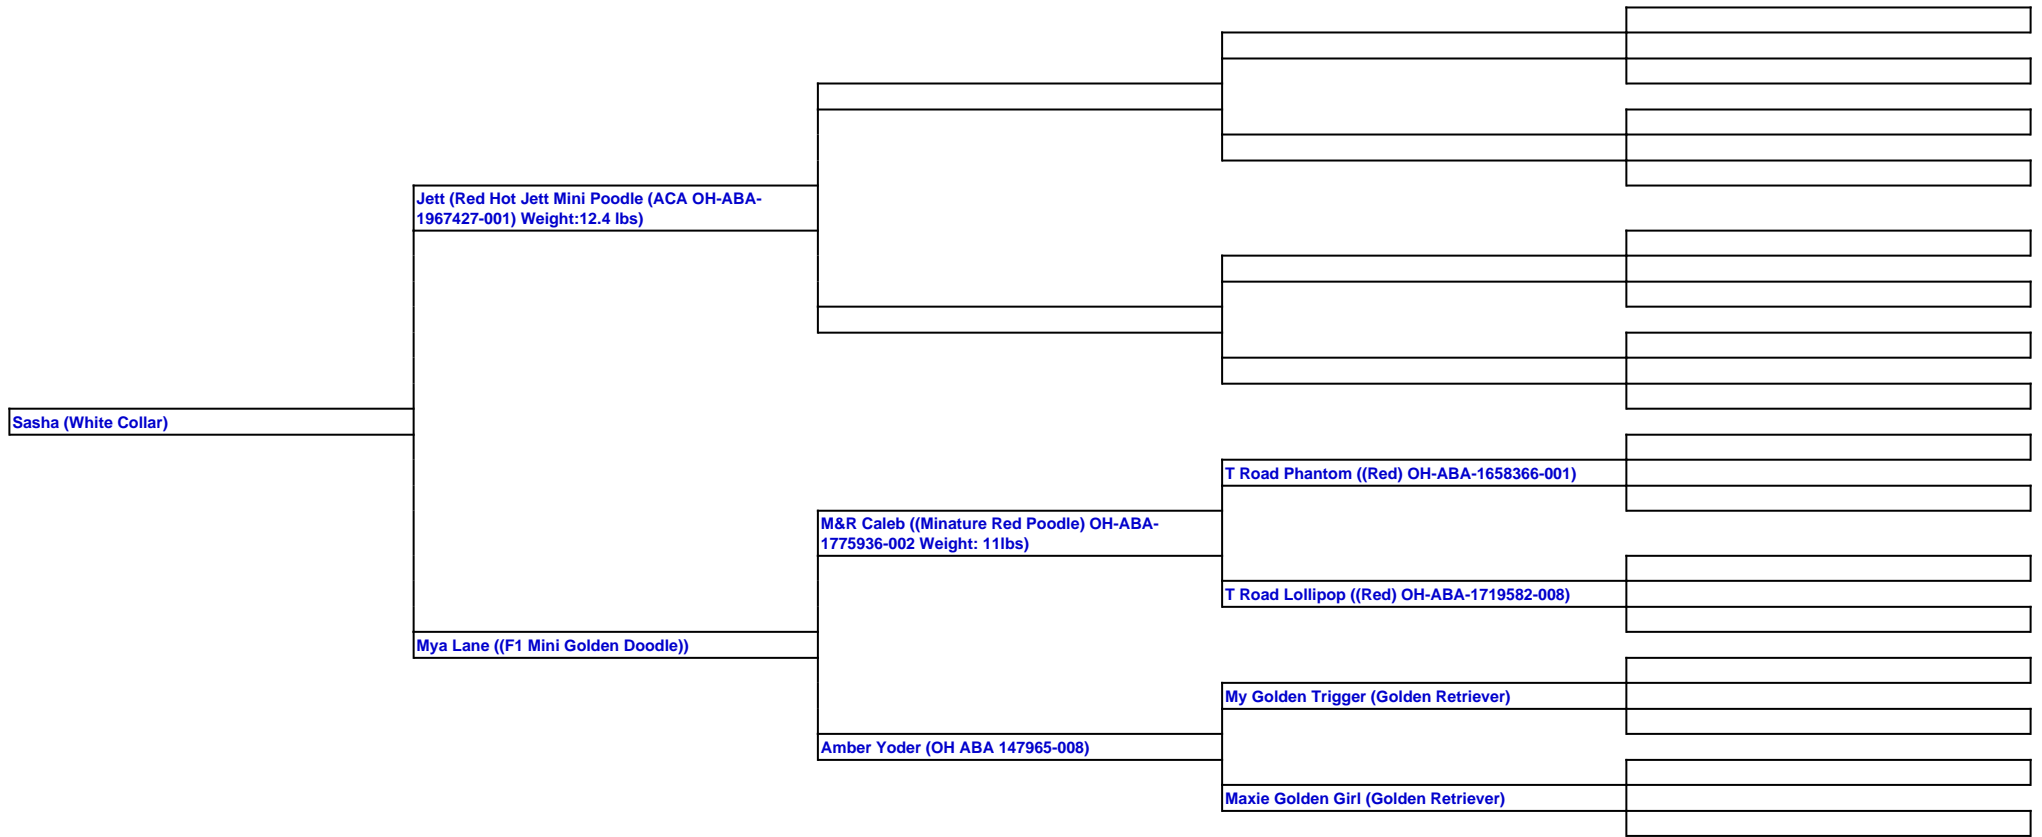 Jett (Red Hot Jett Mini Poodle (ACA OH-ABA-
1967427-001) Weight:12.4 lbs)
Sasha (White Collar)
T Road Phantom ((Red) OH-ABA-1658366-001)
M&R Caleb ((Minature Red Poodle) OH-ABA-
1775936-002 Weight: 11lbs)
T Road Lollipop ((Red) OH-ABA-1719582-008)
Mya Lane ((F1 Mini Golden Doodle))
My Golden Trigger (Golden Retriever)
Amber Yoder (OH ABA 147965-008)
Maxie Golden Girl (Golden Retriever)